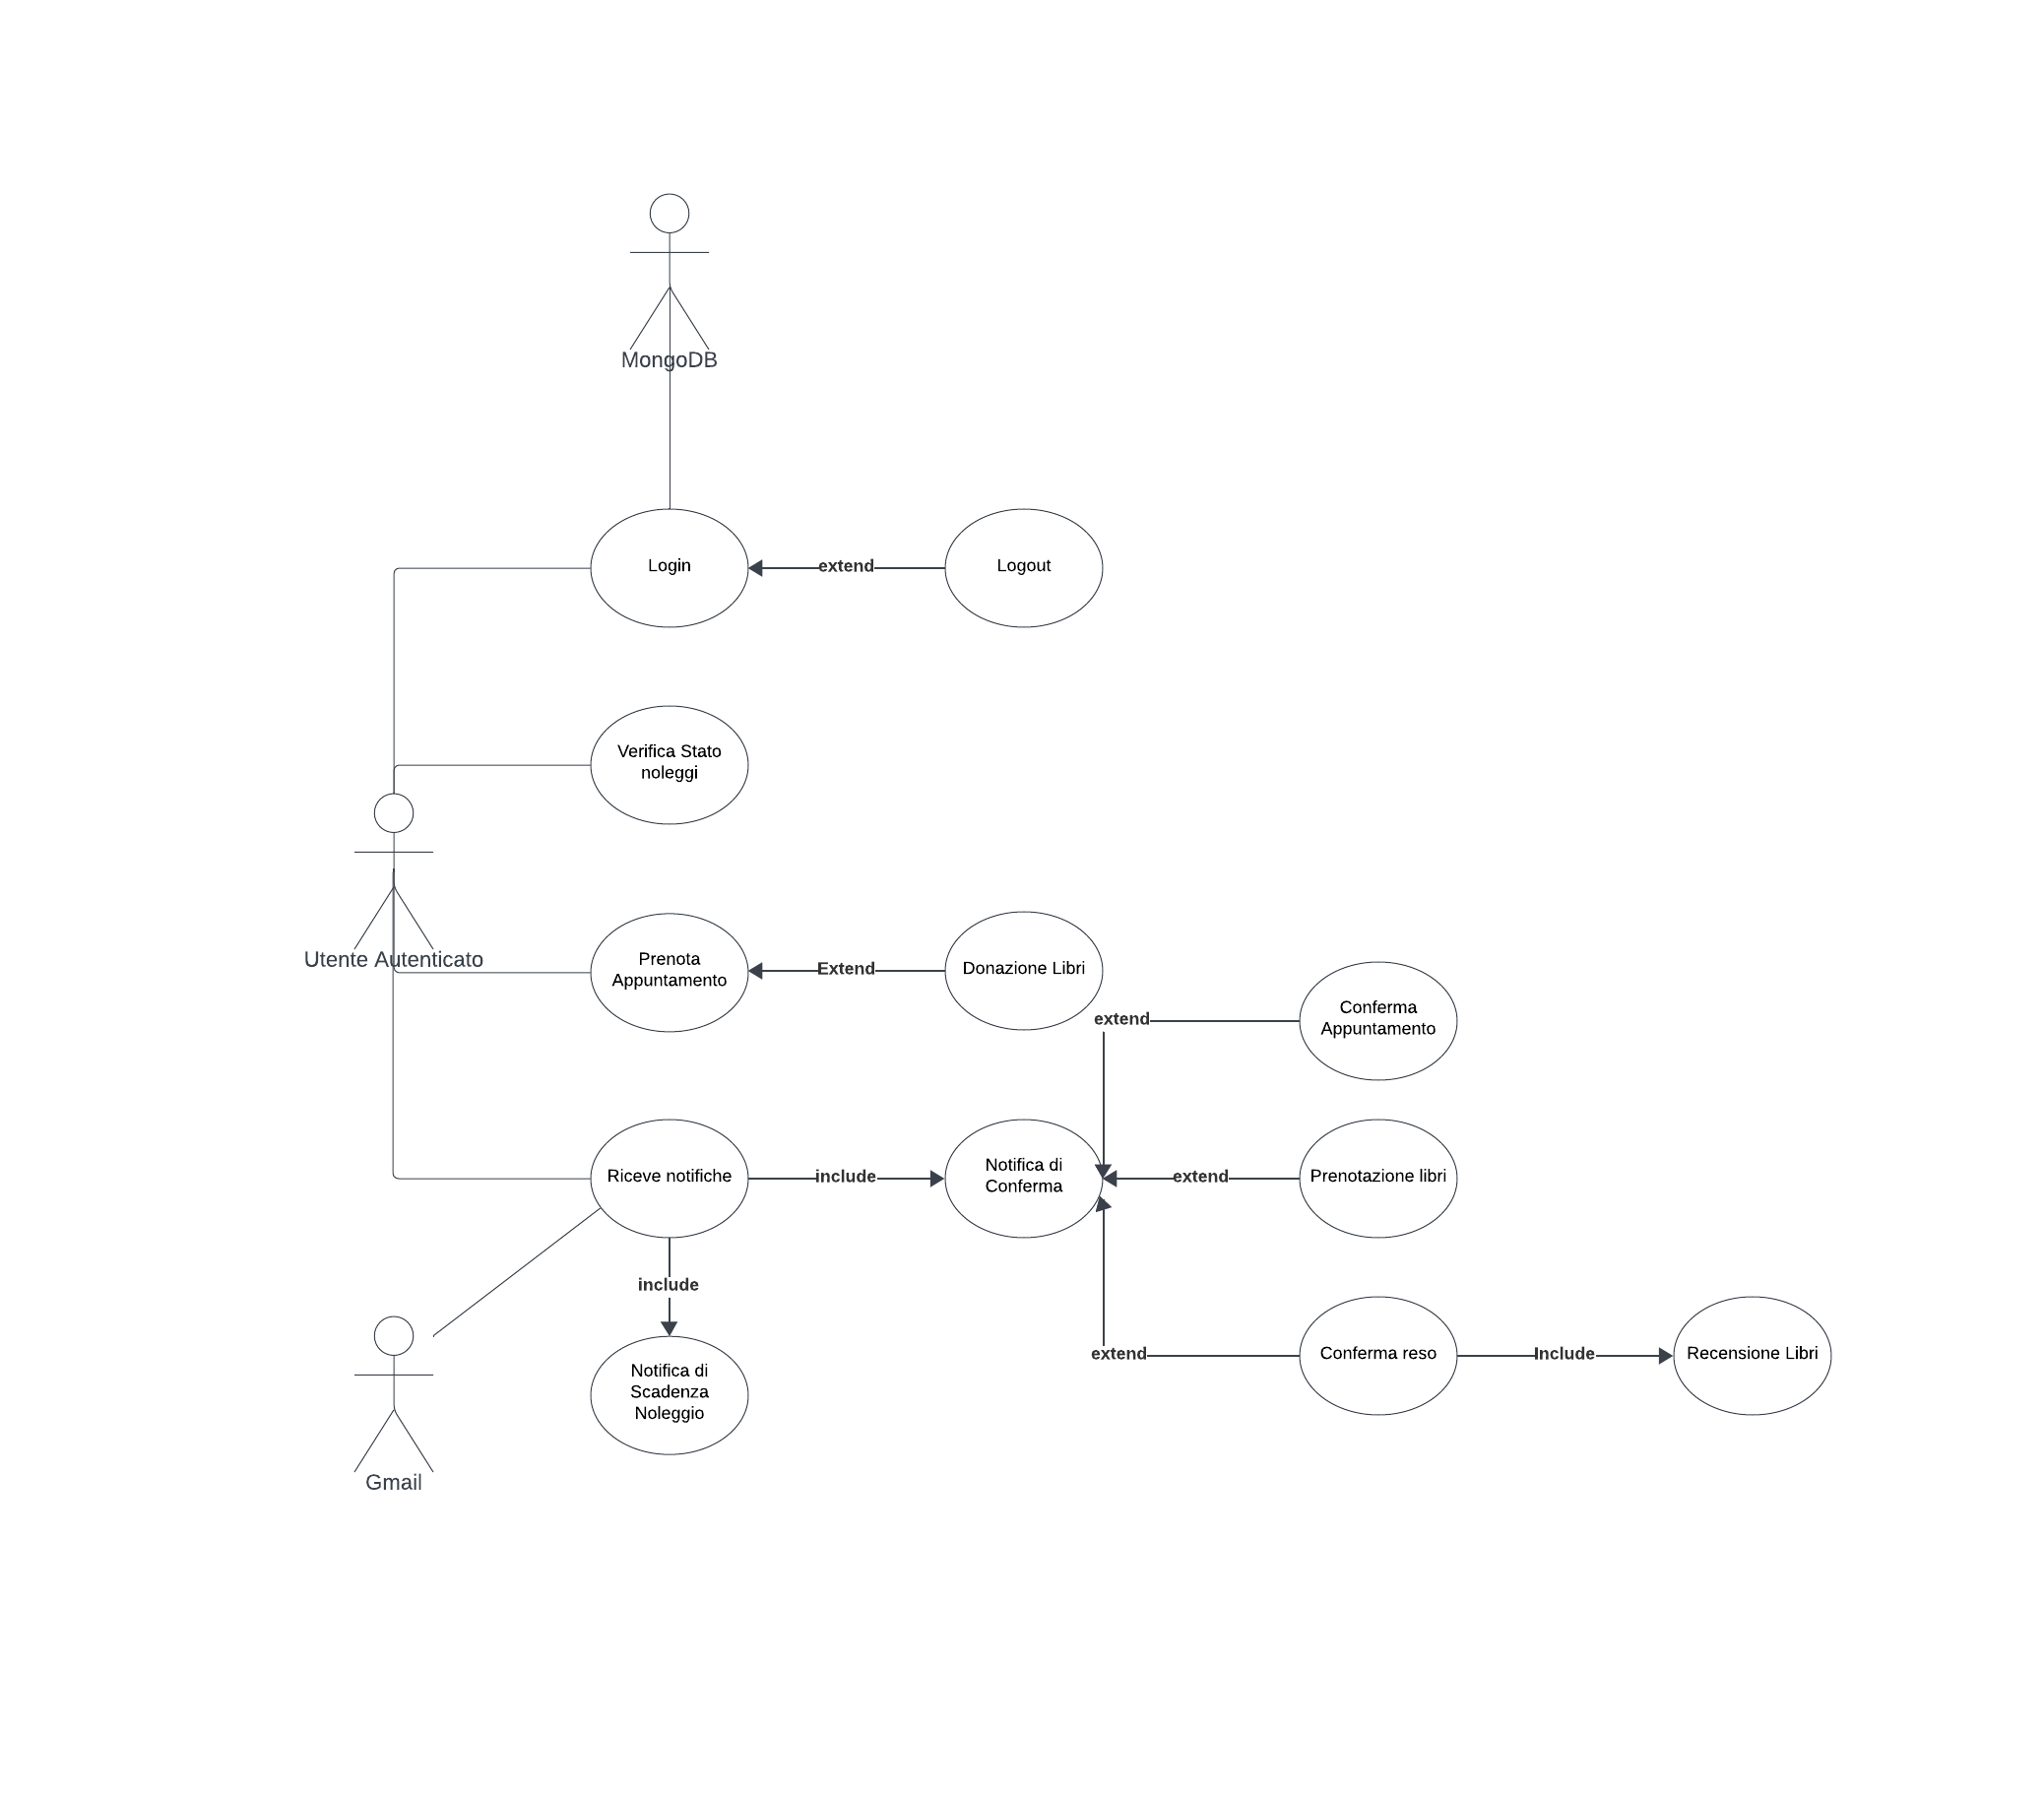 MongoDB
Login
extend
Logout
Verifica Stato
noleggi
Utente Autenticato
Prenota
Appuntamento
Extend
Donazione Libri
extend
Conferma
Appuntamento
Riceve notifiche
include
Notifica di
Conferma
extend
Prenotazione libri
include
Notifica di
Scadenza
Noleggio
extend
Conferma reso
Include
Recensione Libri
Gmail